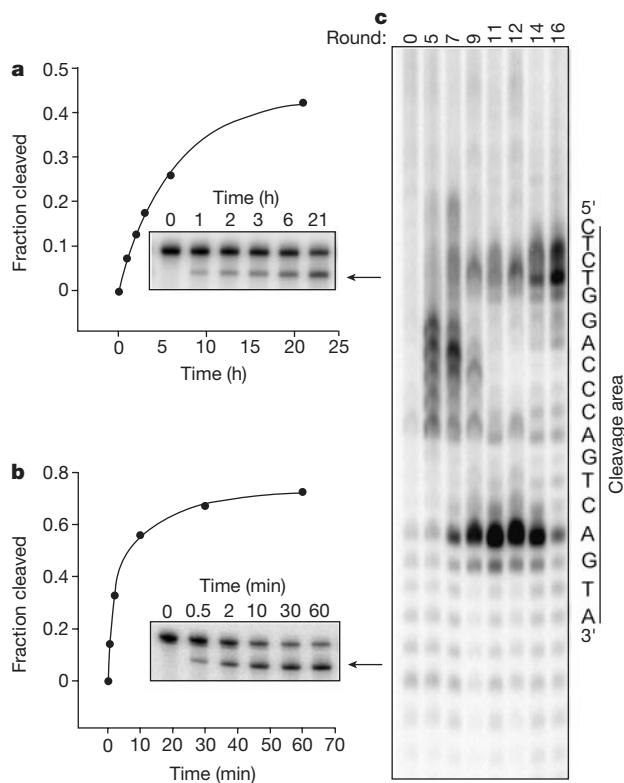 a
0.5
0.4
0.3
0.2
0.1
0
Fraction cleaved
0 5 10 15 20 25
Time (h)
Time (h)
0 1 2 3 6 21
b
0.8
0.6
0.4
0.2
0
Fraction cleaved
0 10 20 30 40 50 60 70
Time (min)
Time (min)
0 0.5 2 10 30 60
c
Round: 0 5 7 9 11 12 14 16
5'
C
T
C
T
G
G
A
C
C
C
A
G
T
C
A
G
T
A
3'
Cleavage area